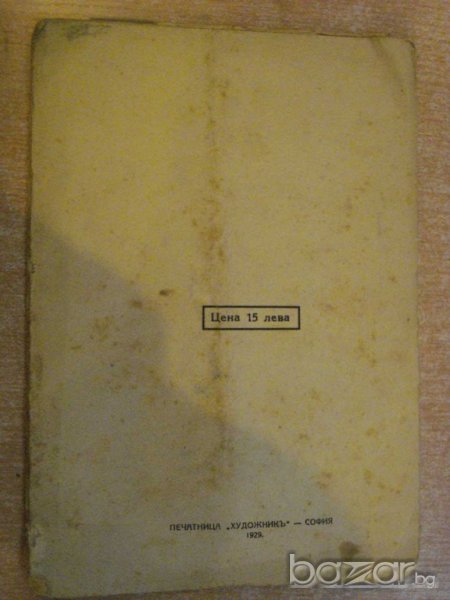 Цена 15 лева
ПЕЧАТНИЦА „ХУДОЖНИКЪ" — СОФИЯ
1929.
bazar.bg